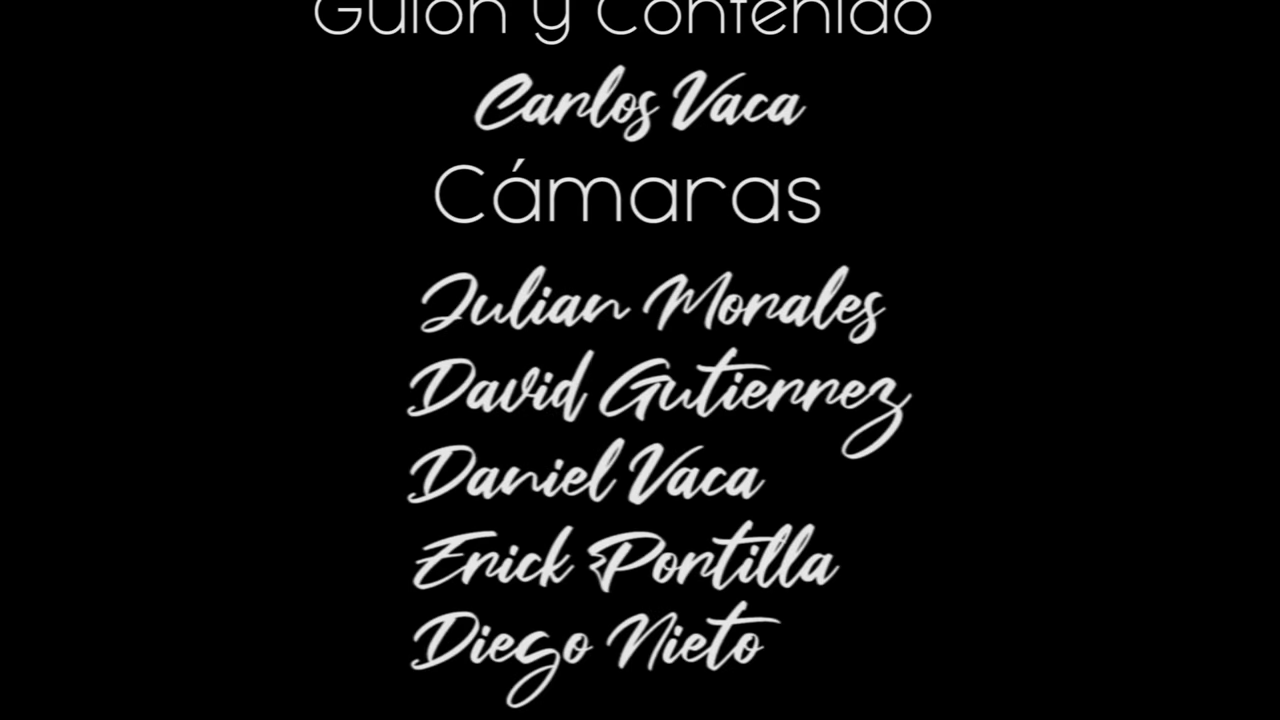 Guion y Contenido
Carlos Vaca
Cámaras
Julian Morales
David Gutierrez
Daniel Vaca
Erick Portilla
Diego Nieto